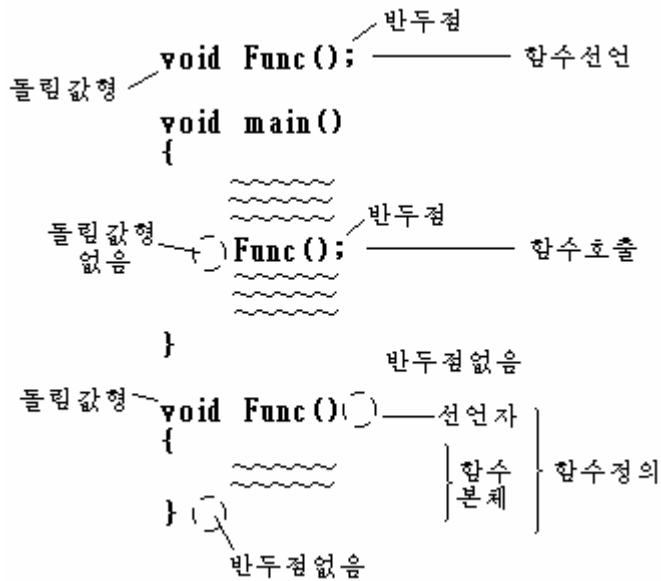 반두점
void Func(); 함수선언
돌림값형
void main()
{
반두점
돌림값형
없음
Func(); 함수호출
}
반두점없음
돌림값형
void Func() 선언자
{
함수
본체
함수정의
}
반두점없음